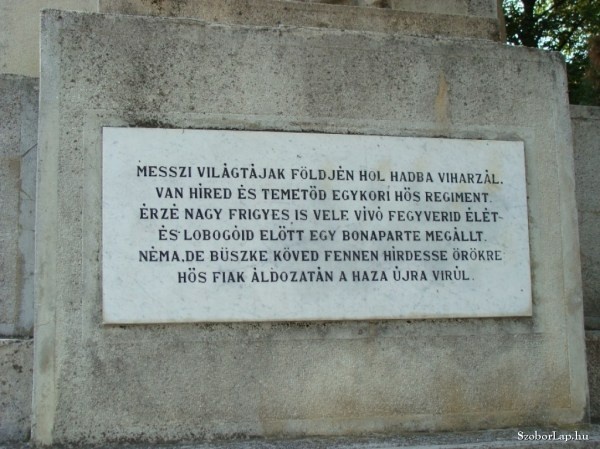 MESSZI VILÁGTÁJAK FÖLDJÉN HOL HADBA VIHARZÁL,
VAN HIRED ÉS TEMETŐD EGYKORI HŐS REGIMENT.
ÉRZÉ NAGY FRIGYES IS VELE VÍVÓ FEGYVERID ÉLÉT
ÉS LOBOGÓID ELŐTT EGY BONAPARTE MEGÁLLT.
NÉMA, DE BÜSZKE KÖVED FENNEN HIRDESSE ÖRÖKRE
HŐS FIAK ÁLDOZATÁN A HAZA ÚJRA VIRÚL.
SzoborLap.hu